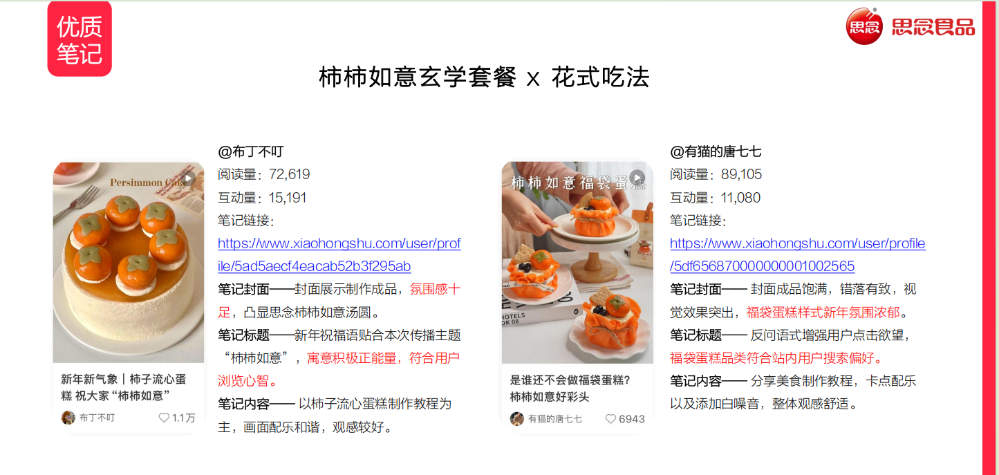 优质
笔记
思念
®
思念食品
柿柿如意玄学套餐 x 花式吃法
Persimmon Cake
新年新气象｜柿子流心蛋
糕 祝大家“柿柿如意”
布丁不叮
1.1万
@布丁不叮
阅读量：72,619
互动量：15,191
笔记链接：
https://www.xiaohongshu.com/user/prof
ile/5ad5aecf4eacab52b3f295ab
笔记封面——封面展示制作成品，氛围感十
足，凸显思念柿柿如意汤圆。
笔记标题——新年祝福语贴合本次传播主题
“柿柿如意”，寓意积极正能量，符合用户
浏览心智。
笔记内容—— 以柿子流心蛋糕制作教程为
主，画面配乐和谐，观感较好。
柿柿如意福袋蛋糕
HOTELS
OK 08
是谁还不会做福袋蛋糕?
柿柿如意好彩头
有猫的唐七七
6943
@有猫的唐七七
阅读量：89,105
互动量：11,080
笔记链接：
https://www.xiaohongshu.com/user/profile
/5df656870000000001002565
笔记封面—— 封面成品饱满，错落有致，视
觉效果突出，福袋蛋糕样式新年氛围浓郁。
笔记标题—— 反问语式增强用户点击欲望，
福袋蛋糕品类符合站内用户搜索偏好。
笔记内容—— 分享美食制作教程，卡点配乐
以及添加白噪音，整体观感舒适。